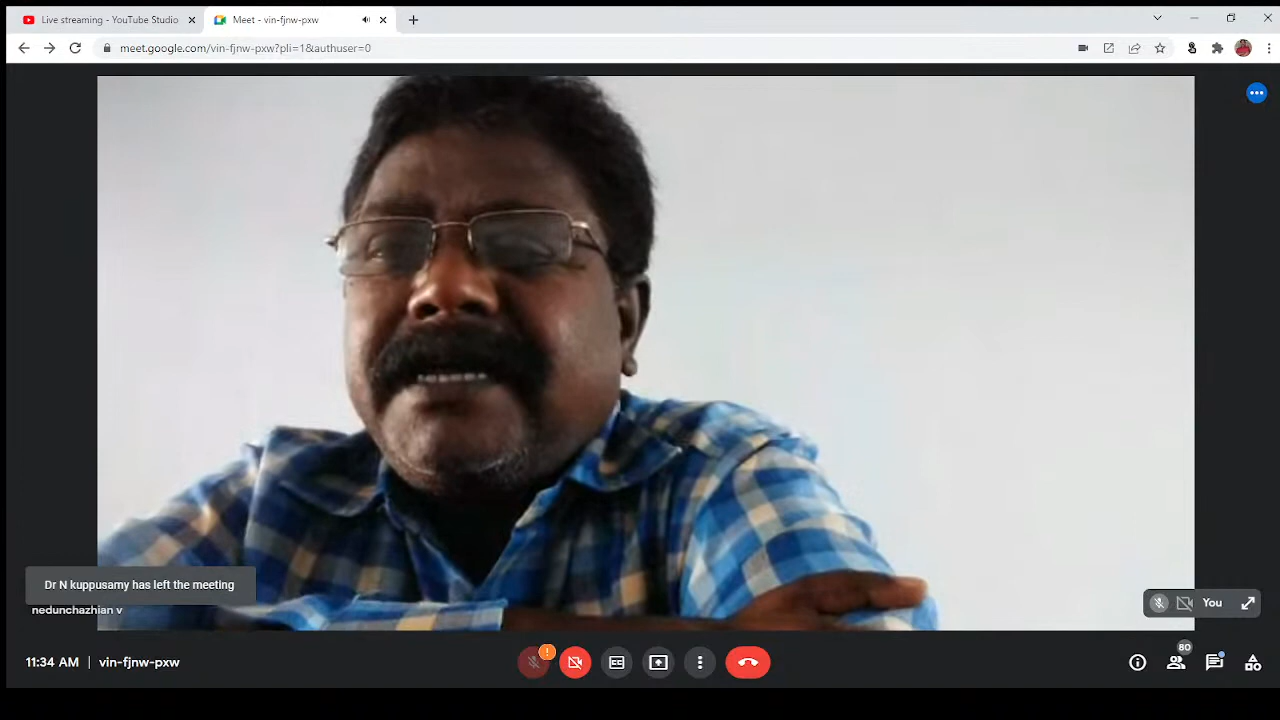 Live streaming - YouTube Studio
Meet - vin-fjnw-pxw
meet.google.com/vin-fjnw-pxw?pli=1&authuser=0
Dr N kuppusamy has left the meeting
nedunchazhian v
You
11:34 AM | vin-fjnw-pxw
80